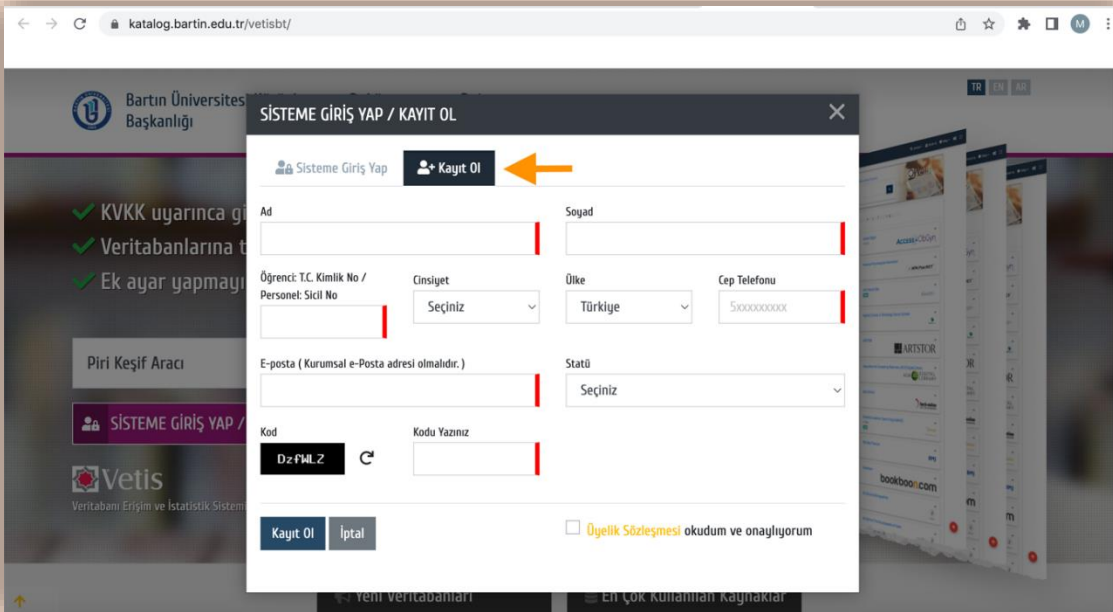 katalog.bartin.edu.tr/vetisbt/
M
Bartın Üniversites
Başkanlığı
TR EN AR
SİSTEME GİRİŞ YAP / KAYIT OL
Sisteme Giriş Yap
Kayıt Ol
KVKK uyarınca gi
Veritabanlarına t
Ek ayar yapmayı
Ad
Soyad
Öğrenci: T.C. Kimlik No /
Personel: Sicil No
Cinsiyet
Seçiniz
Ülke
Türkiye
Cep Telefonu
5xxxxxxxxx
E-posta ( Kurumsal e-Posta adresi olmalıdır. )
Statü
Seçiniz
Kod
DzfWLZ
Kodu Yazınız
Kayıt Ol
İptal
Üyelik Sözleşmesi okudum ve onaylıyorum
Piri Keşif Aracı
SİSTEME GİRİŞ YAP /
Vetis
Veritabanı Erişim ve İstatistik Sistemi
ARTSTOR
bookboon.com
Yeni Veritabanları
En Çok Kullanılan Kaynaklar